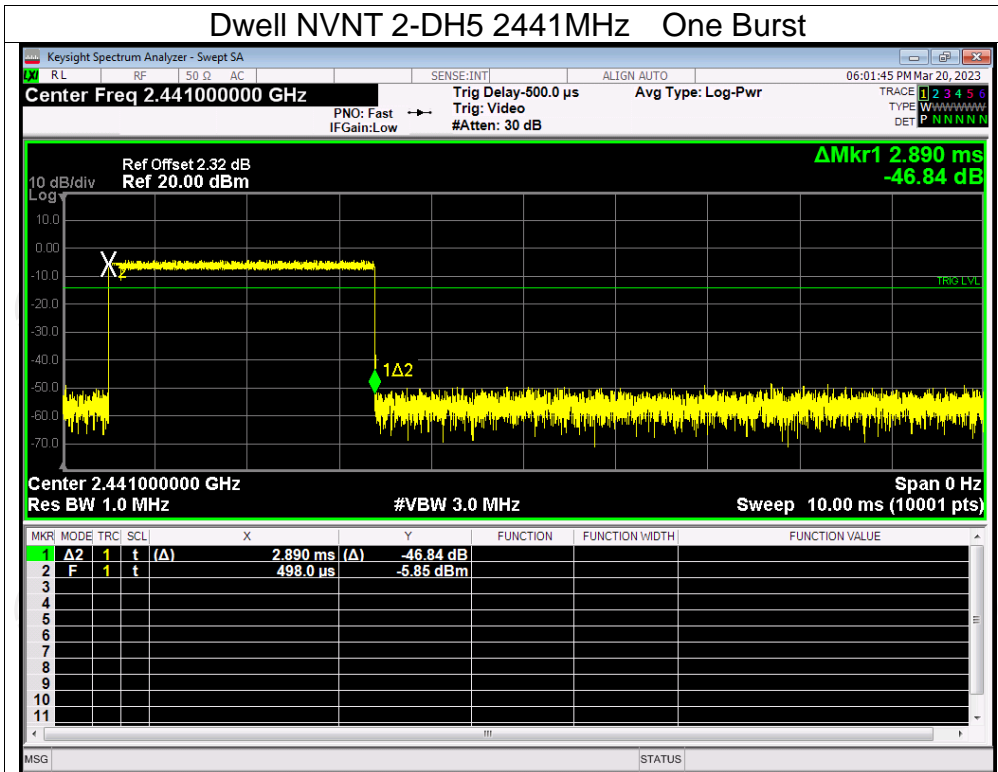 Dwell NVNT 2-DH5 2441MHz One Burst
Keysight Spectrum Analyzer - Swept SA
LXI RL RF 50 Ω AC SENSE:INT ALIGN AUTO 06:01:45 PM Mar 20, 2023
Center Freq 2.441000000 GHz Trig Delay-500.0 µs Avg Type: Log-Pwr TRACE 1 2 3 4 5 6
PNO: Fast Trig: Video TYPE WWWWWW
IFGain:Low #Atten: 30 dB DET P N N N N N
ΔMkr1 2.890 ms
-46.84 dB
Ref Offset 2.32 dB
10 dB/div Ref 20.00 dBm
Log
10.0
0.00
X2
-10.0
TRIG LVL
-20.0
-30.0
-40.0
1Δ2
-50.0
-60.0
-70.0
Center 2.441000000 GHz Span 0 Hz
Res BW 1.0 MHz #VBW 3.0 MHz Sweep 10.00 ms (10001 pts)
MKR MODE TRC SCL X Y FUNCTION FUNCTION WIDTH FUNCTION VALUE
1 Δ2 1 t (Δ) 2.890 ms (Δ) -46.84 dB
2 F 1 t 498.0 µs -5.85 dBm
3
4
5
6
7
8
9
10
11
MSG STATUS